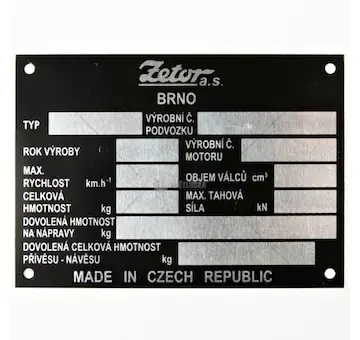 Zetor a.s.
BRNO
TYP VÝROBNÍ Č. PODVOZKU
ROK VÝROBY VÝROBNÍ Č. MOTORU
MAX. RYCHLOST km.h⁻¹ OBJEM VÁLCŮ cm³
CELKOVÁ HMOTNOST kg MAX. TAHOVÁ SÍLA kN
DOVOLENÁ HMOTNOST
NA NÁPRAVY kg
DOVOLENÁ CELKOVÁ HMOTNOST
PŘÍVĚSU - NÁVĚSU kg
MADE IN CZECH REPUBLIC